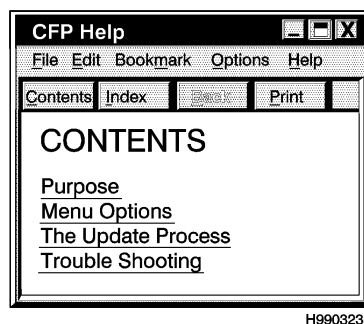 CFP Help
File Edit Bookmark Options Help
Contents Index Back Print
CONTENTS
Purpose
Menu Options
The Update Process
Trouble Shooting
H990323